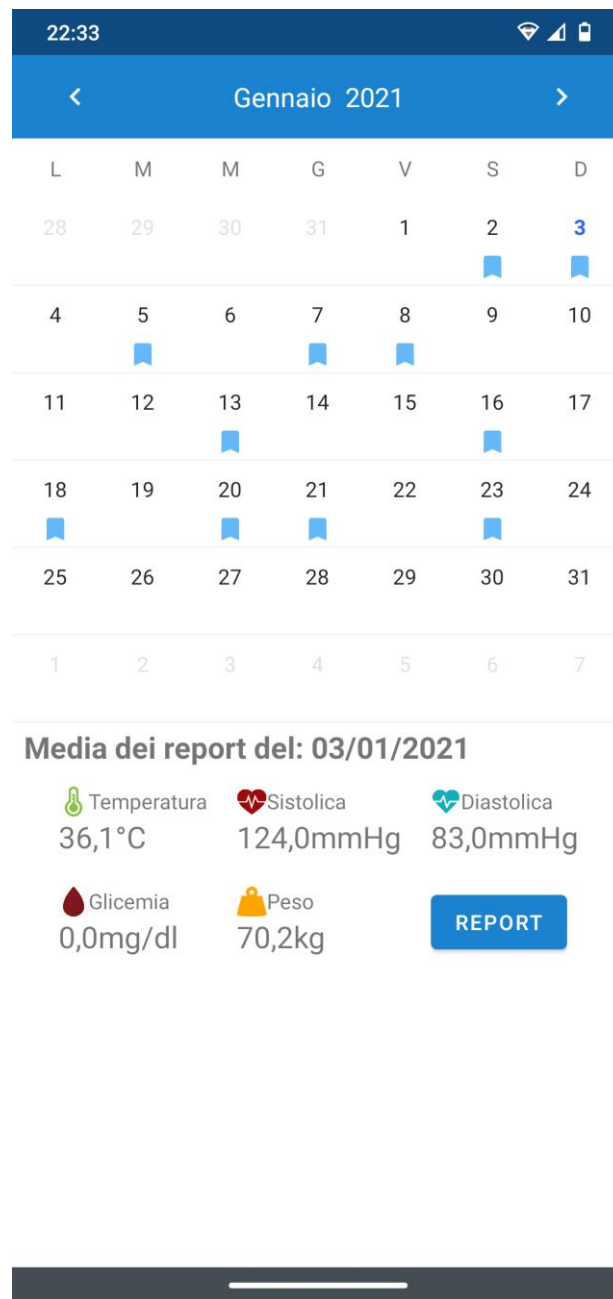 22:33
Gennaio 2021
L M M G V S D
28 29 30 31 1 2 3
4 5 6 7 8 9 10
11 12 13 14 15 16 17
18 19 20 21 22 23 24
25 26 27 28 29 30 31
1 2 3 4 5 6 7
Media dei report del: 03/01/2021
Temperatura Sistolica Diastolica
36,1°C 124,0mmHg 83,0mmHg
Glicemia Peso
0,0mg/dl 70,2kg REPORT